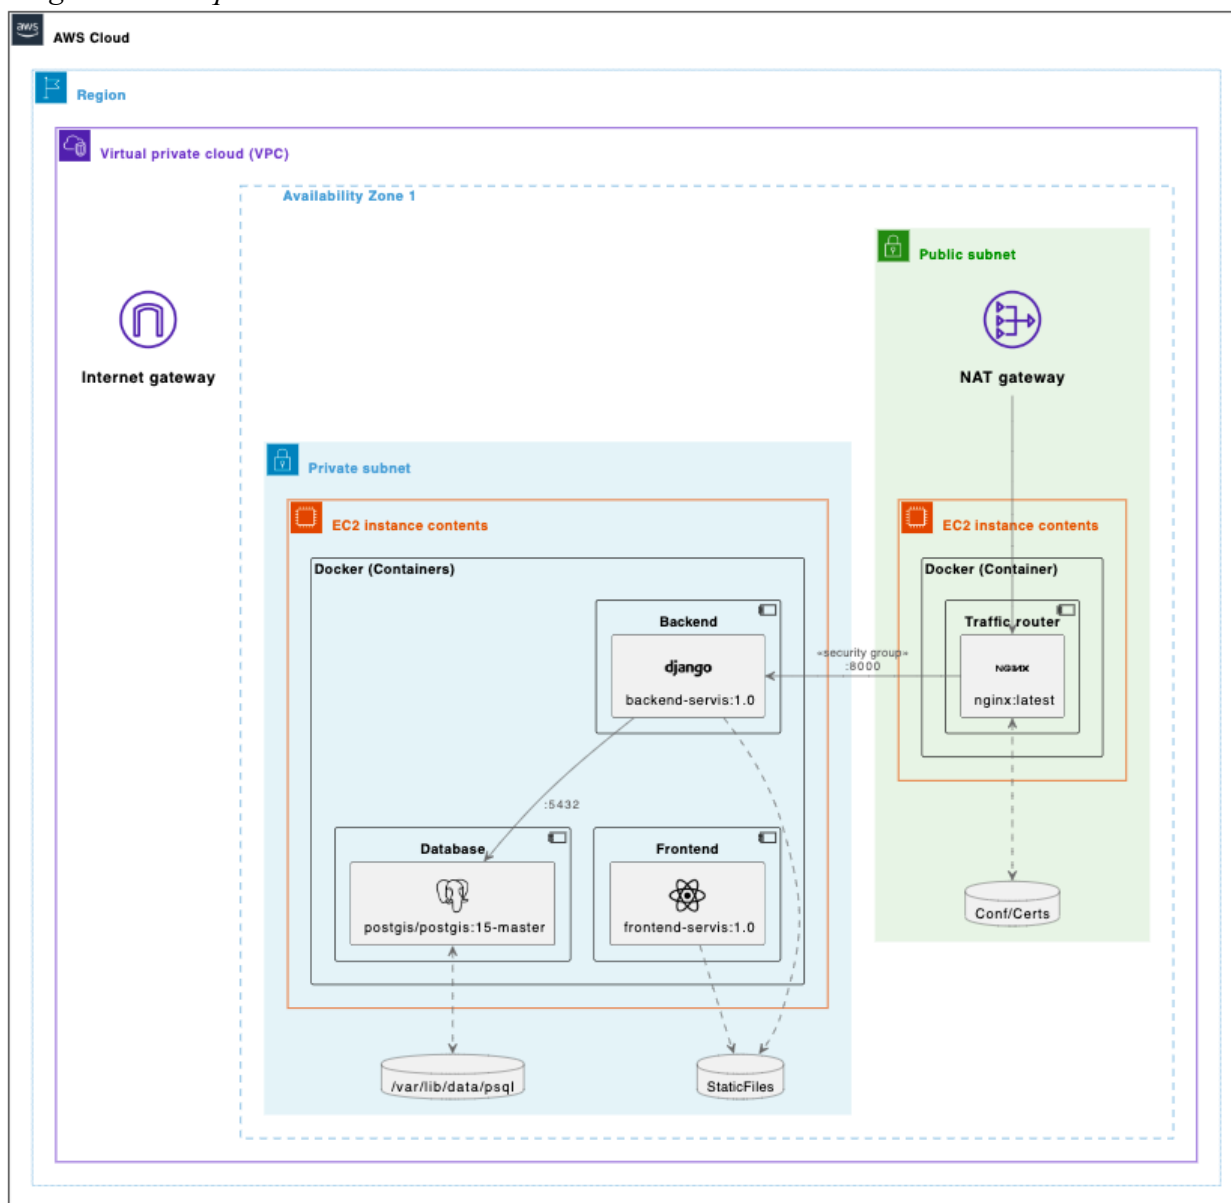 aws
AWS Cloud
Region
Virtual private cloud (VPC)
Availability Zone 1
Public subnet
Internet gateway
NAT gateway
Private subnet
EC2 instance contents
EC2 instance contents
Docker (Containers)
Docker (Container)
Backend
Traffic router
django
backend-servis:1.0
«security group»
:8000
NGINX
nginx:latest
:5432
Database
Frontend
postgis/postgis:15-master
frontend-servis:1.0
Conf/Certs
/var/lib/data/psql
StaticFiles